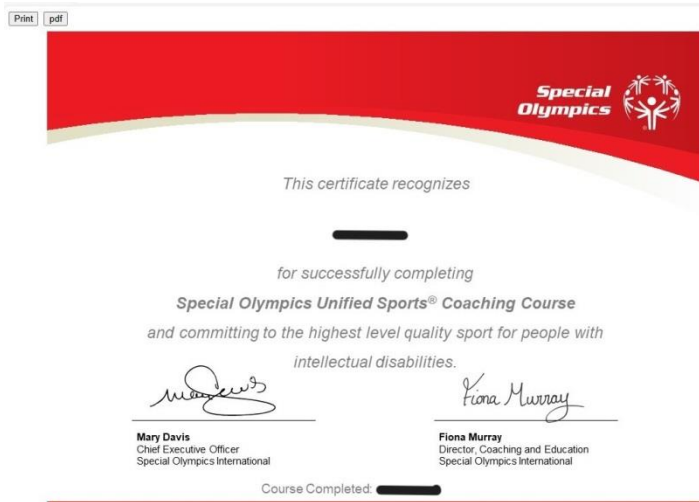 Print pdf
Special
Olympics
This certificate recognizes
for successfully completing
Special Olympics Unified Sports® Coaching Course
and committing to the highest level quality sport for people with
intellectual disabilities.
Mary Davis
Fiona Murray
Mary Davis
Chief Executive Officer
Special Olympics International
Fiona Murray
Director, Coaching and Education
Special Olympics International
Course Completed: